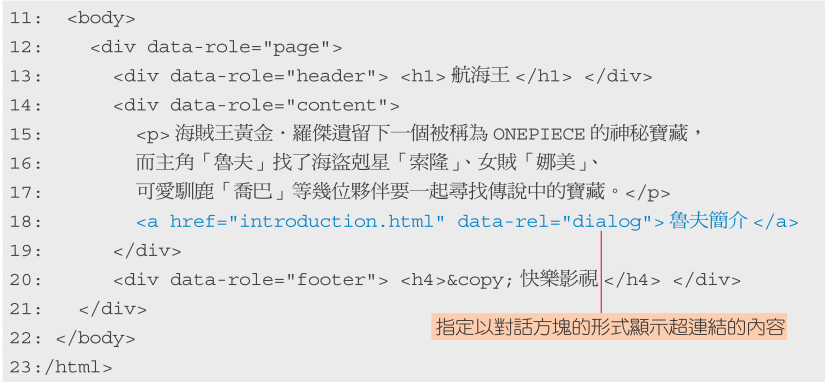 11:  <body>
12:    <div data-role="page">
13:      <div data-role="header"> <h1> 航海王 </h1> </div>
14:      <div data-role="content">
15:        <p> 海賊王黃金・羅傑遺留下一個被稱為 ONEPIECE 的神秘寶藏，
16:        而主角「魯夫」找了海盜剋星「索隆」、女賊「娜美」、
17:        可愛馴鹿「喬巴」等幾位夥伴要一起尋找傳說中的寶藏。</p>
18:        <a href="introduction.html" data-rel="dialog"> 魯夫簡介 </a>
19:      </div>
20:      <div data-role="footer"> <h4>&copy; 快樂影視 </h4> </div>
21:   </div>
指定以對話方塊的形式顯示超連結的內容
22: </body>
23:/html>